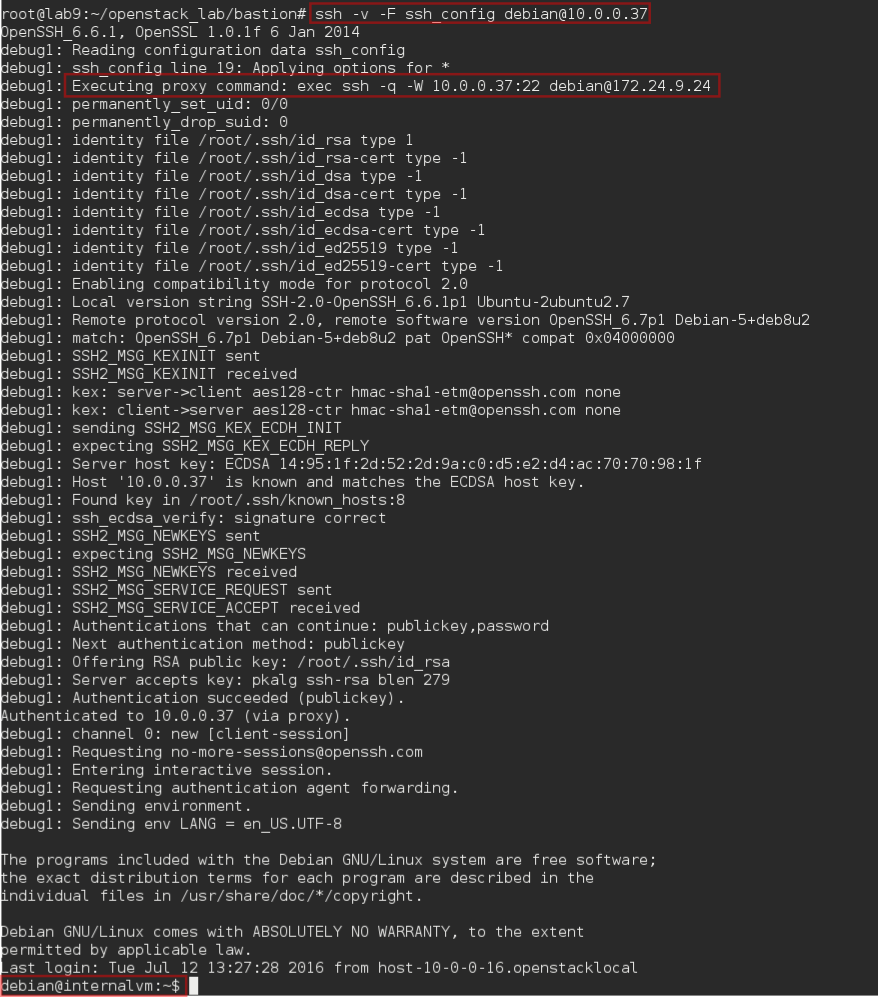 root@lab9:~/openstack_lab/bastion# ssh -v -F ssh_config debian@10.0.0.37
OpenSSH_6.6.1, OpenSSL 1.0.1f 6 Jan 2014
debug1: Reading configuration data ssh_config
debug1: ssh_config line 19: Applying options for *
debug1: Executing proxy command: exec ssh -q -W 10.0.0.37:22 debian@172.24.9.24
debug1: permanently_set_uid: 0/0
debug1: permanently_drop_suid: 0
debug1: identity file /root/.ssh/id_rsa type 1
debug1: identity file /root/.ssh/id_rsa-cert type -1
debug1: identity file /root/.ssh/id_dsa type -1
debug1: identity file /root/.ssh/id_dsa-cert type -1
debug1: identity file /root/.ssh/id_ecdsa type -1
debug1: identity file /root/.ssh/id_ecdsa-cert type -1
debug1: identity file /root/.ssh/id_ed25519 type -1
debug1: identity file /root/.ssh/id_ed25519-cert type -1
debug1: Enabling compatibility mode for protocol 2.0
debug1: Local version string SSH-2.0-OpenSSH_6.6.1p1 Ubuntu-2ubuntu2.7
debug1: Remote protocol version 2.0, remote software version OpenSSH_6.7p1 Debian-5+deb8u2
debug1: match: OpenSSH_6.7p1 Debian-5+deb8u2 pat OpenSSH* compat 0x04000000
debug1: SSH2_MSG_KEXINIT sent
debug1: SSH2_MSG_KEXINIT received
debug1: kex: server->client aes128-ctr hmac-sha1-etm@openssh.com none
debug1: kex: client->server aes128-ctr hmac-sha1-etm@openssh.com none
debug1: sending SSH2_MSG_KEX_ECDH_INIT
debug1: expecting SSH2_MSG_KEX_ECDH_REPLY
debug1: Server host key: ECDSA 14:95:1f:2d:52:2d:9a:c0:d5:e2:d4:ac:70:70:98:1f
debug1: Host '10.0.0.37' is known and matches the ECDSA host key.
debug1: Found key in /root/.ssh/known_hosts:8
debug1: ssh_ecdsa_verify: signature correct
debug1: SSH2_MSG_NEWKEYS sent
debug1: expecting SSH2_MSG_NEWKEYS
debug1: SSH2_MSG_NEWKEYS received
debug1: SSH2_MSG_SERVICE_REQUEST sent
debug1: SSH2_MSG_SERVICE_ACCEPT received
debug1: Authentications that can continue: publickey,password
debug1: Next authentication method: publickey
debug1: Offering RSA public key: /root/.ssh/id_rsa
debug1: Server accepts key: pkalg ssh-rsa blen 279
debug1: Authentication succeeded (publickey).
Authenticated to 10.0.0.37 (via proxy).
debug1: channel 0: new [client-session]
debug1: Requesting no-more-sessions@openssh.com
debug1: Entering interactive session.
debug1: Requesting authentication agent forwarding.
debug1: Sending environment.
debug1: Sending env LANG = en_US.UTF-8
The programs included with the Debian GNU/Linux system are free software;
the exact distribution terms for each program are described in the
individual files in /usr/share/doc/*/copyright.
Debian GNU/Linux comes with ABSOLUTELY NO WARRANTY, to the extent
permitted by applicable law.
Last login: Tue Jul 12 13:27:28 2016 from host-10-0-0-16.openstacklocal
debian@internalvm:~$